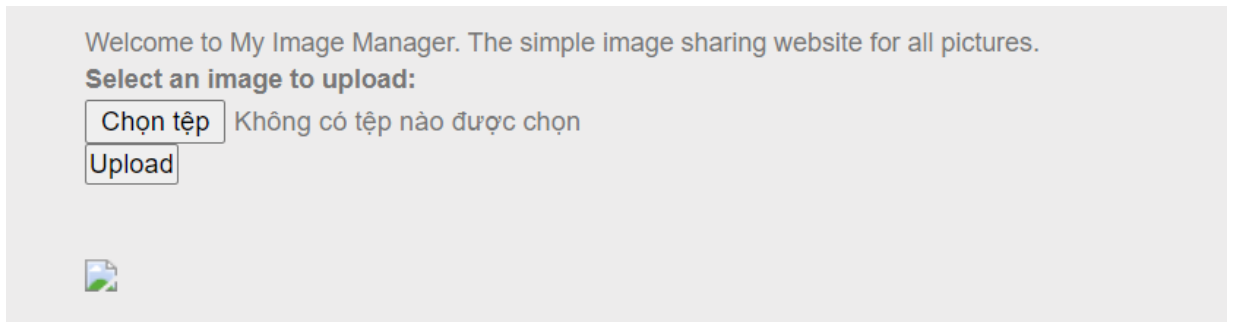 Welcome to My Image Manager. The simple image sharing website for all pictures.
Select an image to upload:
Chọn tệp Không có tệp nào được chọn
Upload